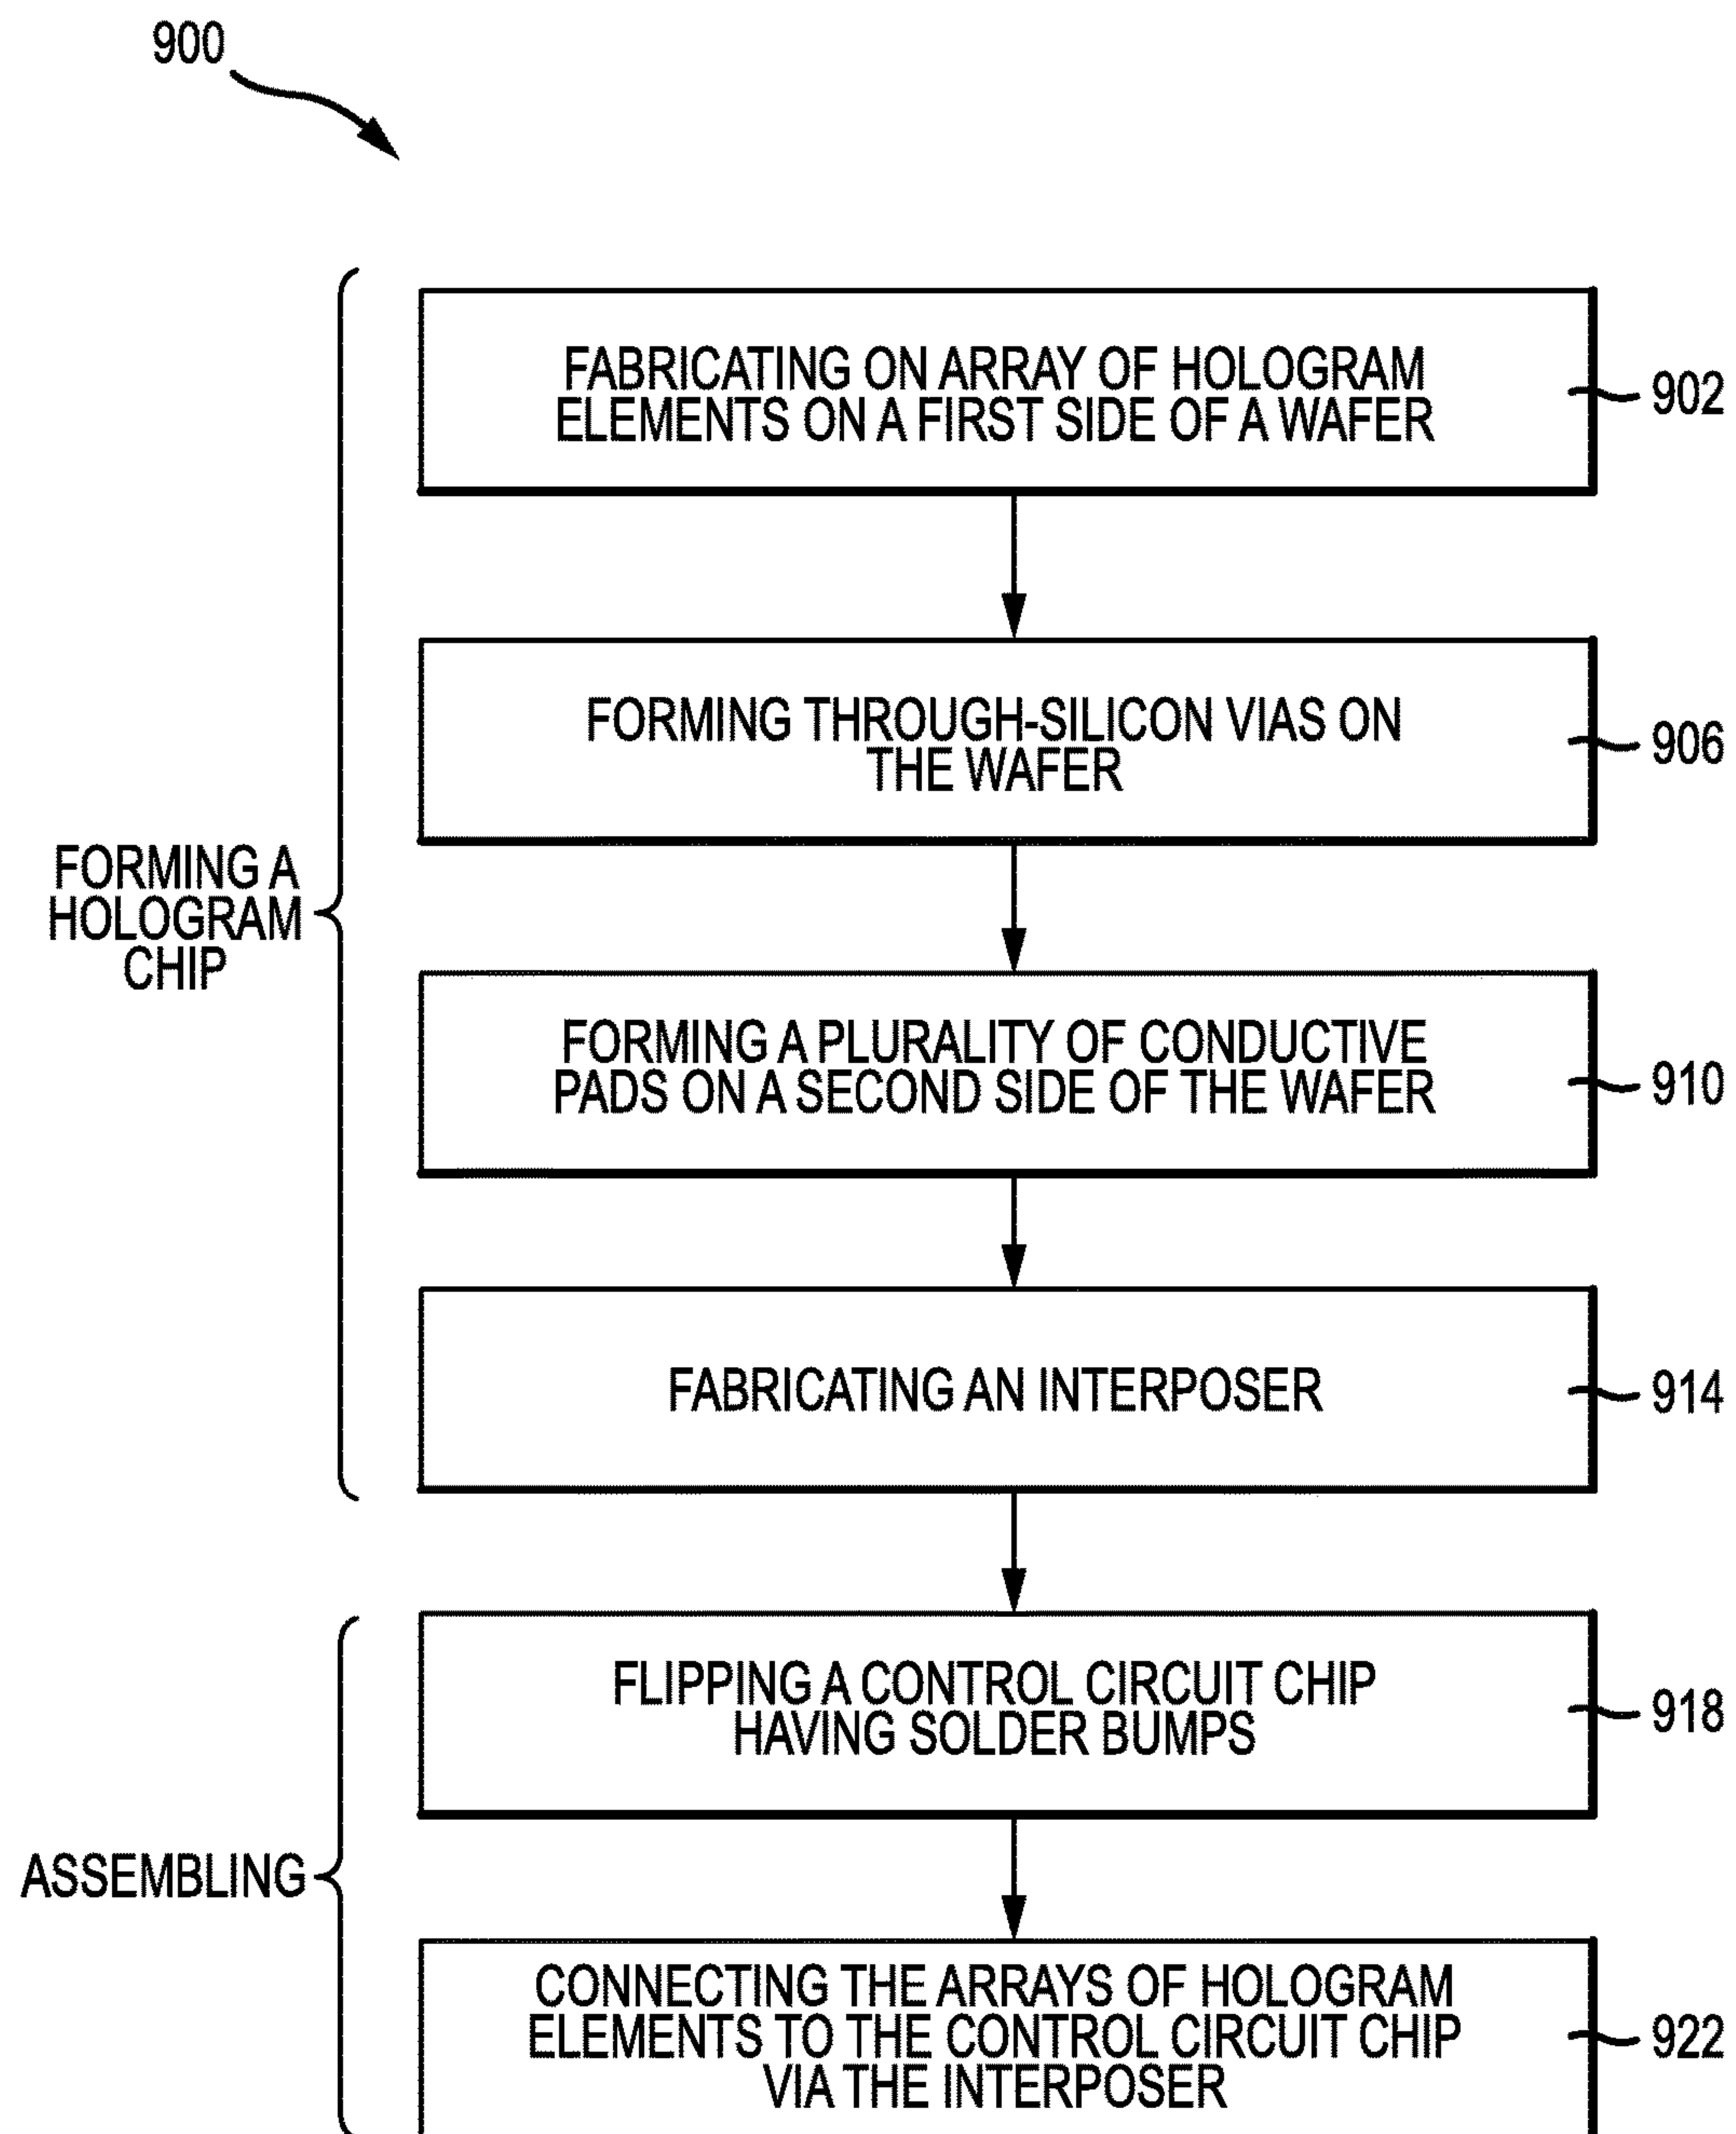 900
FABRICATING ON ARRAY OF HOLOGRAM
ELEMENTS ON A FIRST SIDE OF A WAFER
902
FORMING THROUGH-SILICON VIAS ON
THE WAFER
906
FORMING A
HOLOGRAM
CHIP
FORMING A PLURALITY OF CONDUCTIVE
PADS ON A SECOND SIDE OF THE WAFER
910
FABRICATING AN INTERPOSER
914
FLIPPING A CONTROL CIRCUIT CHIP
HAVING SOLDER BUMPS
918
ASSEMBLING
CONNECTING THE ARRAYS OF HOLOGRAM
ELEMENTS TO THE CONTROL CIRCUIT CHIP
VIA THE INTERPOSER
922